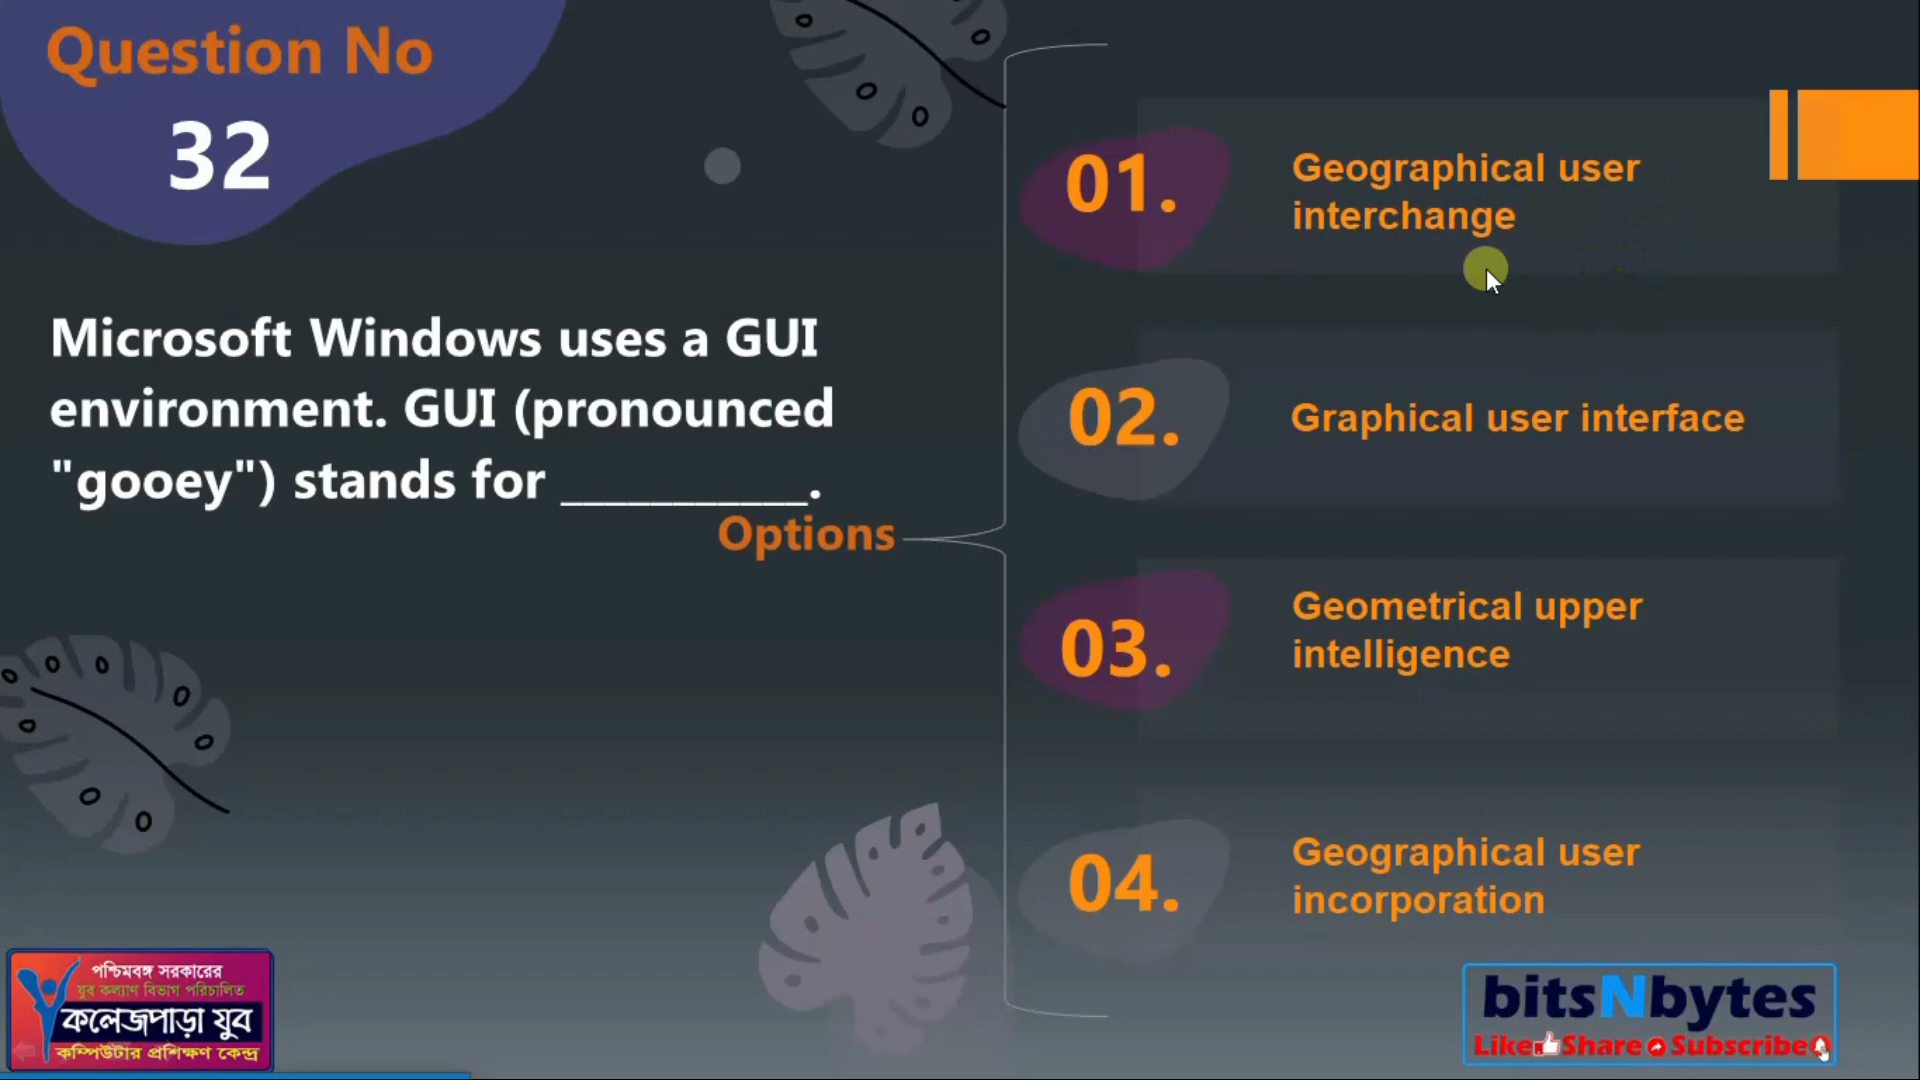 Question No
32
Microsoft Windows uses a GUI
environment. GUI (pronounced
"gooey") stands for ___________.
Options
01.
Geographical user
interchange
02.
Graphical user interface
03.
Geometrical upper
intelligence
04.
Geographical user
incorporation
পশ্চিমবঙ্গ সরকারের
যুব কল্যাণ বিভাগ পরিচালিত
কলেজপাড়া যুব
কম্পিউটার প্রশিক্ষণ কেন্দ্র
bitsNbytes
Like Share Subscribe